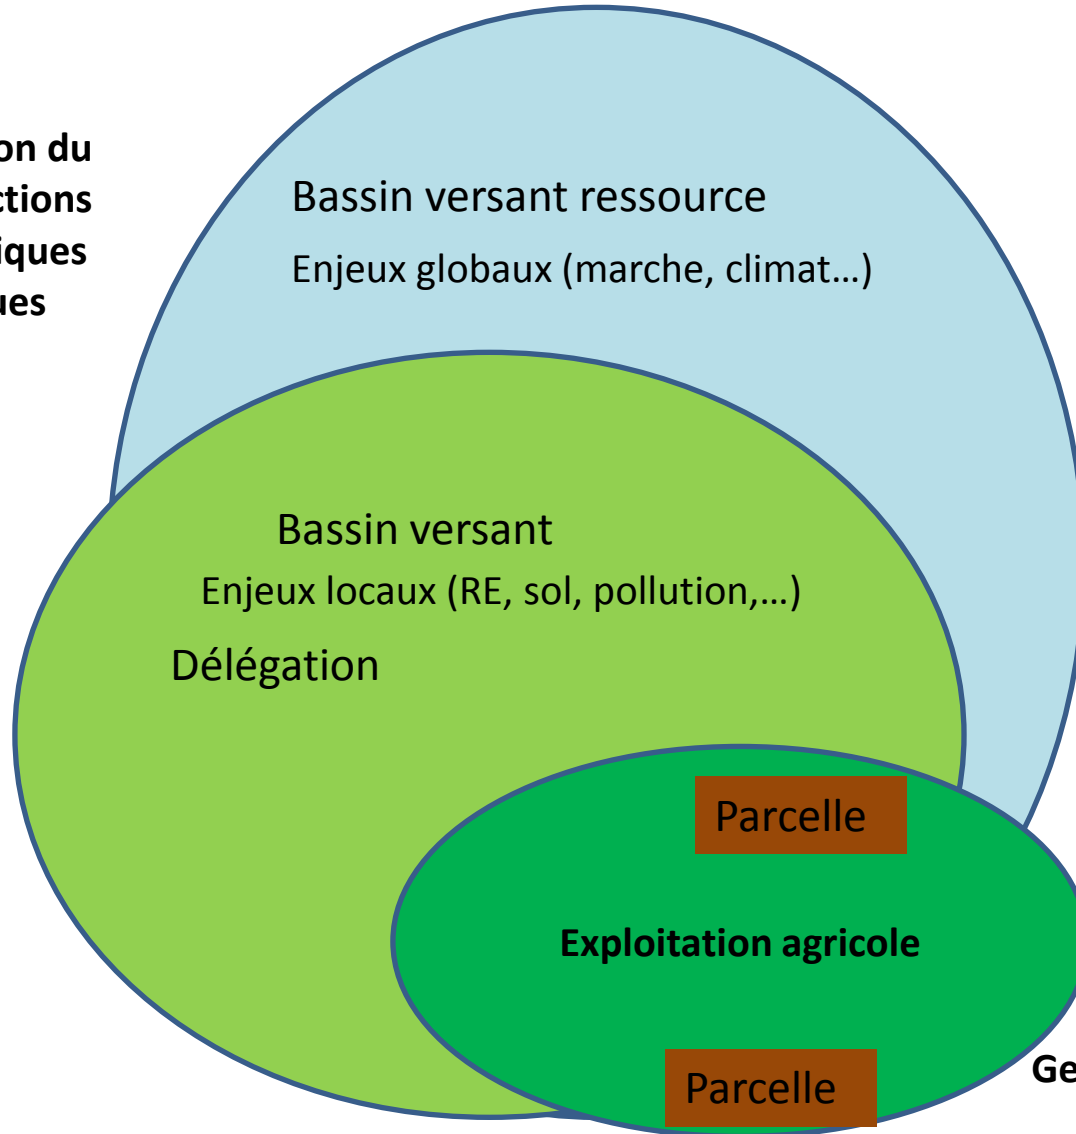 on du
ctions
iques
ues
Bassin versant ressource
Enjeux globaux (marche, climat…)
Bassin versant
Enjeux locaux (RE, sol, pollution,…)
Délégation
Parcelle
Exploitation agricole
Ge
Parcelle